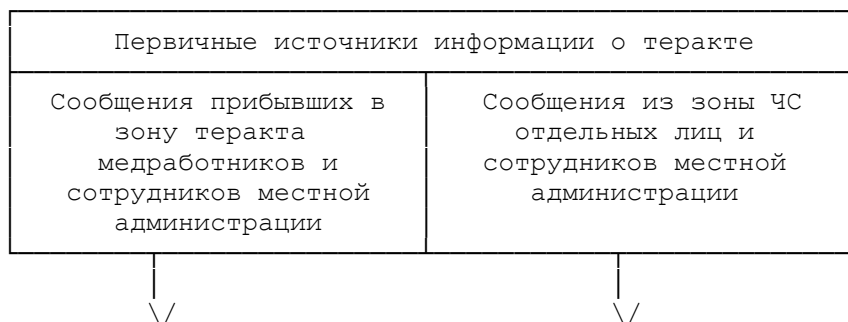 Первичные источники информации о теракте
Сообщения прибывших в
зону теракта
медработников и
сотрудников местной
администрации
Сообщения из зоны ЧС
отдельных лиц и
сотрудников местной
администрации